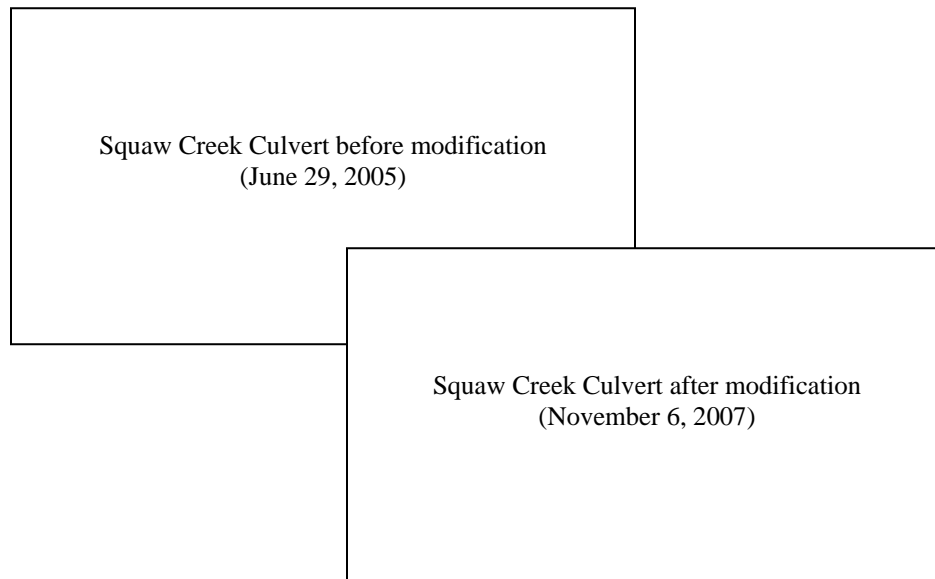 Squaw Creek Culvert before modification
(June 29, 2005)
Squaw Creek Culvert after modification
(November 6, 2007)